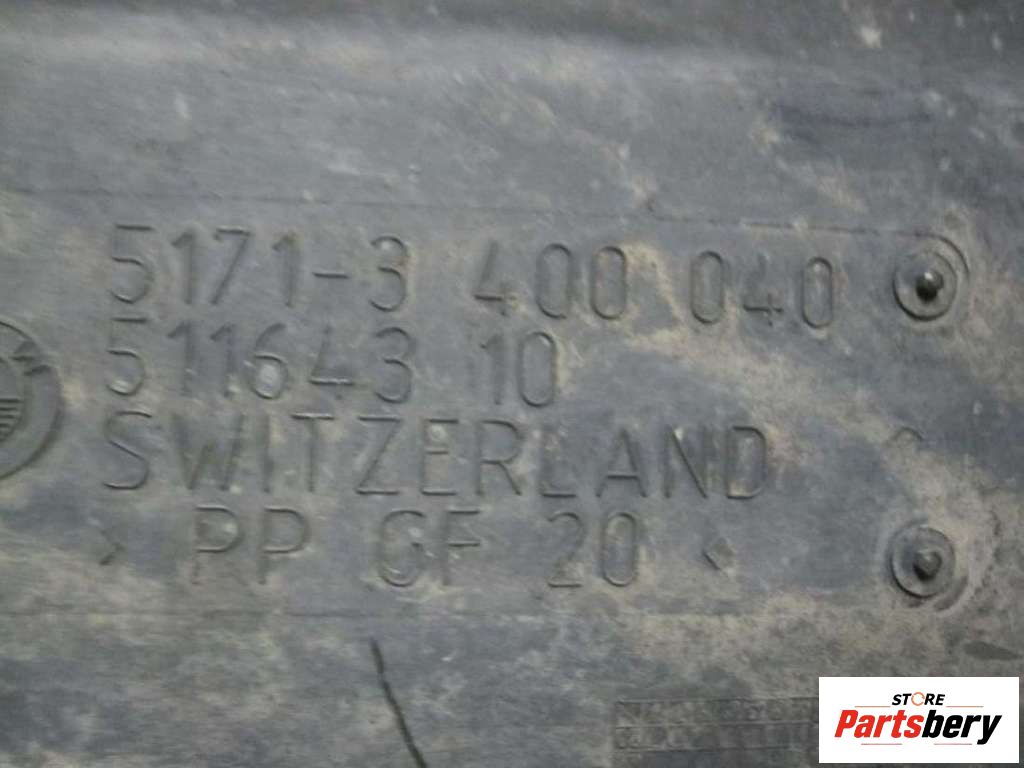 5171-3 400 040
511643 10
SWITZERLAND
> PP GF 20 <
STORE
Partsbery